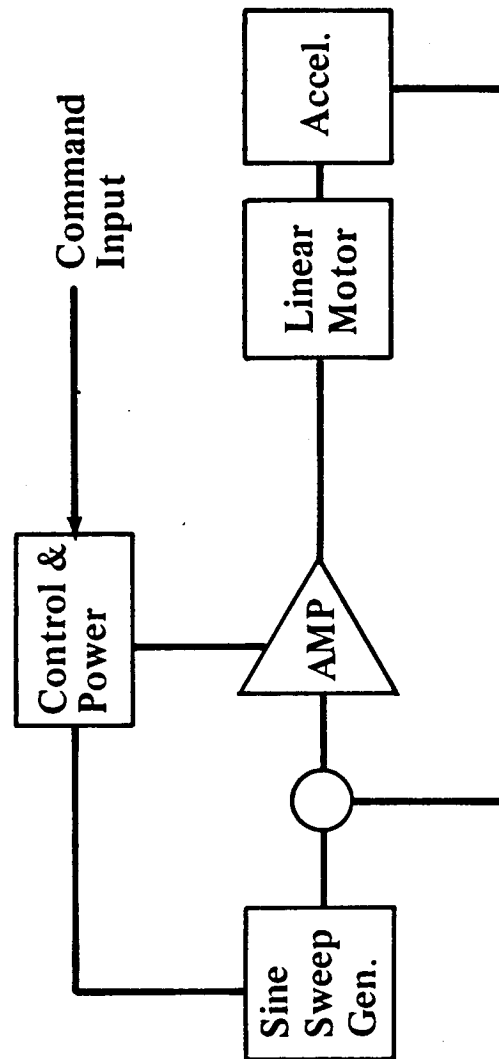 Command
Input
Control &
Power
Sine
Sweep
Gen.
AMP
Linear
Motor
Accel.